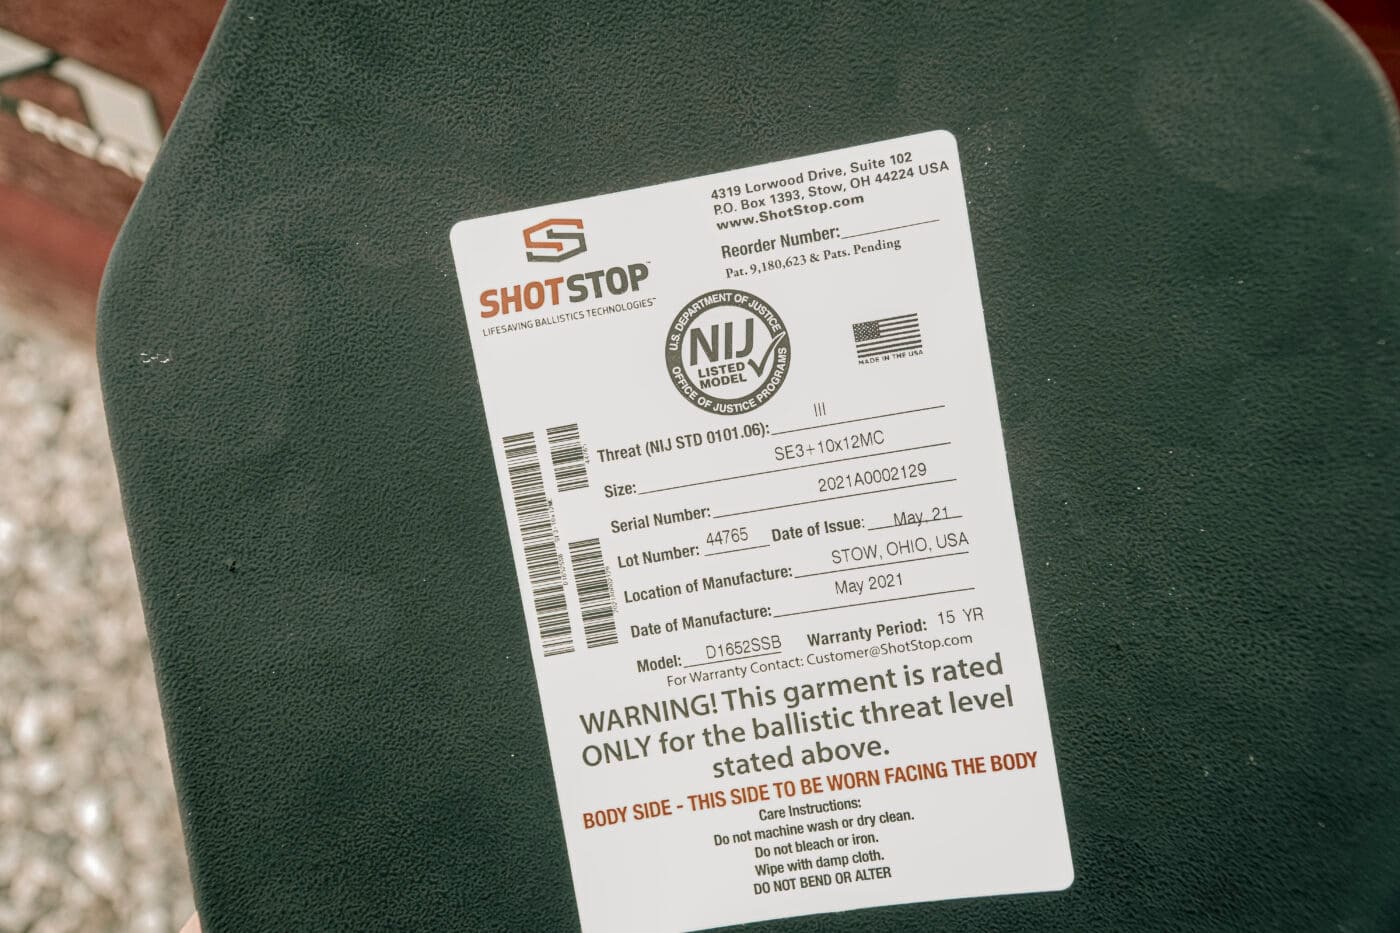 4319 Lorwood Drive, Suite 102
P.O. Box 1393, Stow, OH 44224 USA
www.ShotStop.com
Reorder Number:
Pat. 9,180,623 & Pats. Pending
SHOTSTOP™
LIFESAVING BALLISTICS TECHNOLOGIES™
U.S. DEPARTMENT OF JUSTICE
NIJ
LISTED
MODEL
OFFICE OF JUSTICE PROGRAMS
MADE IN THE USA
Threat (NIJ STD 0101.06): III
Size: SE3+10x12MC
Serial Number: 2021A0002129
Lot Number: 44765 Date of Issue: May, 21
Location of Manufacture: STOW, OHIO, USA
Date of Manufacture: May 2021
Model: D1652SSB Warranty Period: 15 YR
For Warranty Contact: Customer@ShotStop.com
WARNING! This garment is rated
ONLY for the ballistic threat level
stated above.
BODY SIDE - THIS SIDE TO BE WORN FACING THE BODY
Care Instructions:
Do not machine wash or dry clean.
Do not bleach or iron.
Wipe with damp cloth.
DO NOT BEND OR ALTER